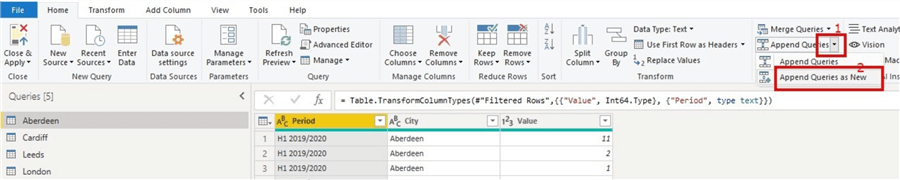 File Home Transform Add Column View Tools Help
Close & Apply New Source Recent Sources Enter Data Data source settings Manage Parameters Refresh Preview Properties Advanced Editor Manage Choose Columns Remove Columns Keep Rows Remove Rows Split Column Group By Data Type: Text Use First Row as Headers 1 2 Replace Values Merge Queries 1 Append Queries Append Queries 2 Append Queries as New Text Analyt Vision
Close New Query Data Sources Parameters Query Manage Columns Reduce Rows Sort Transform
Queries [5] = Table.TransformColumnTypes(#"Filtered Rows",{{"Value", Int64.Type}, {"Period", type text}})
Aberdeen ABC Period ABC City 123 Value
Cardiff 1 H1 2019/2020 Aberdeen 11
Leeds 2 H1 2019/2020 Aberdeen 2
London 3 H1 2019/2020 Aberdeen 1